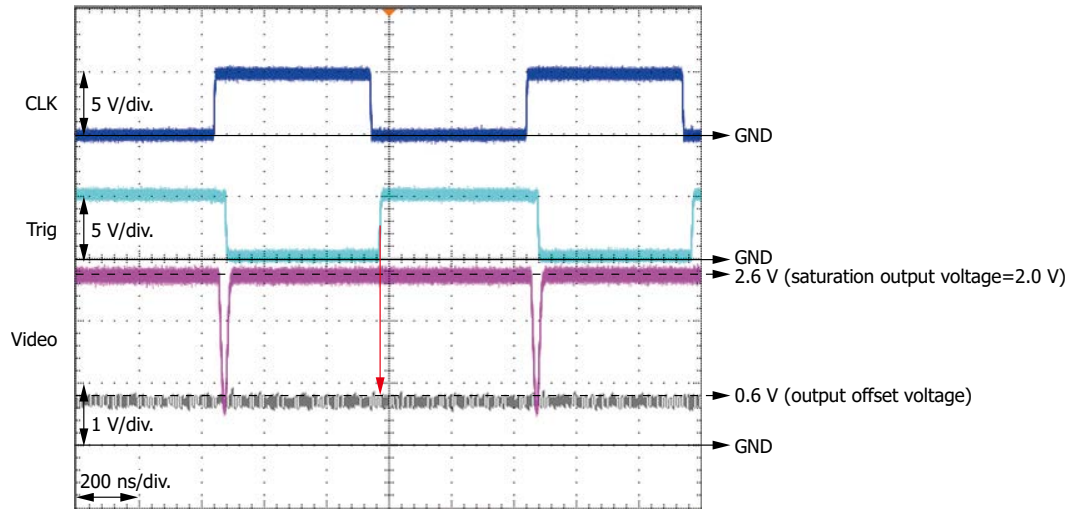 CLK
5 V/div.
GND
Trig
5 V/div.
GND
2.6 V (saturation output voltage=2.0 V)
Video
0.6 V (output offset voltage)
1 V/div.
GND
200 ns/div.